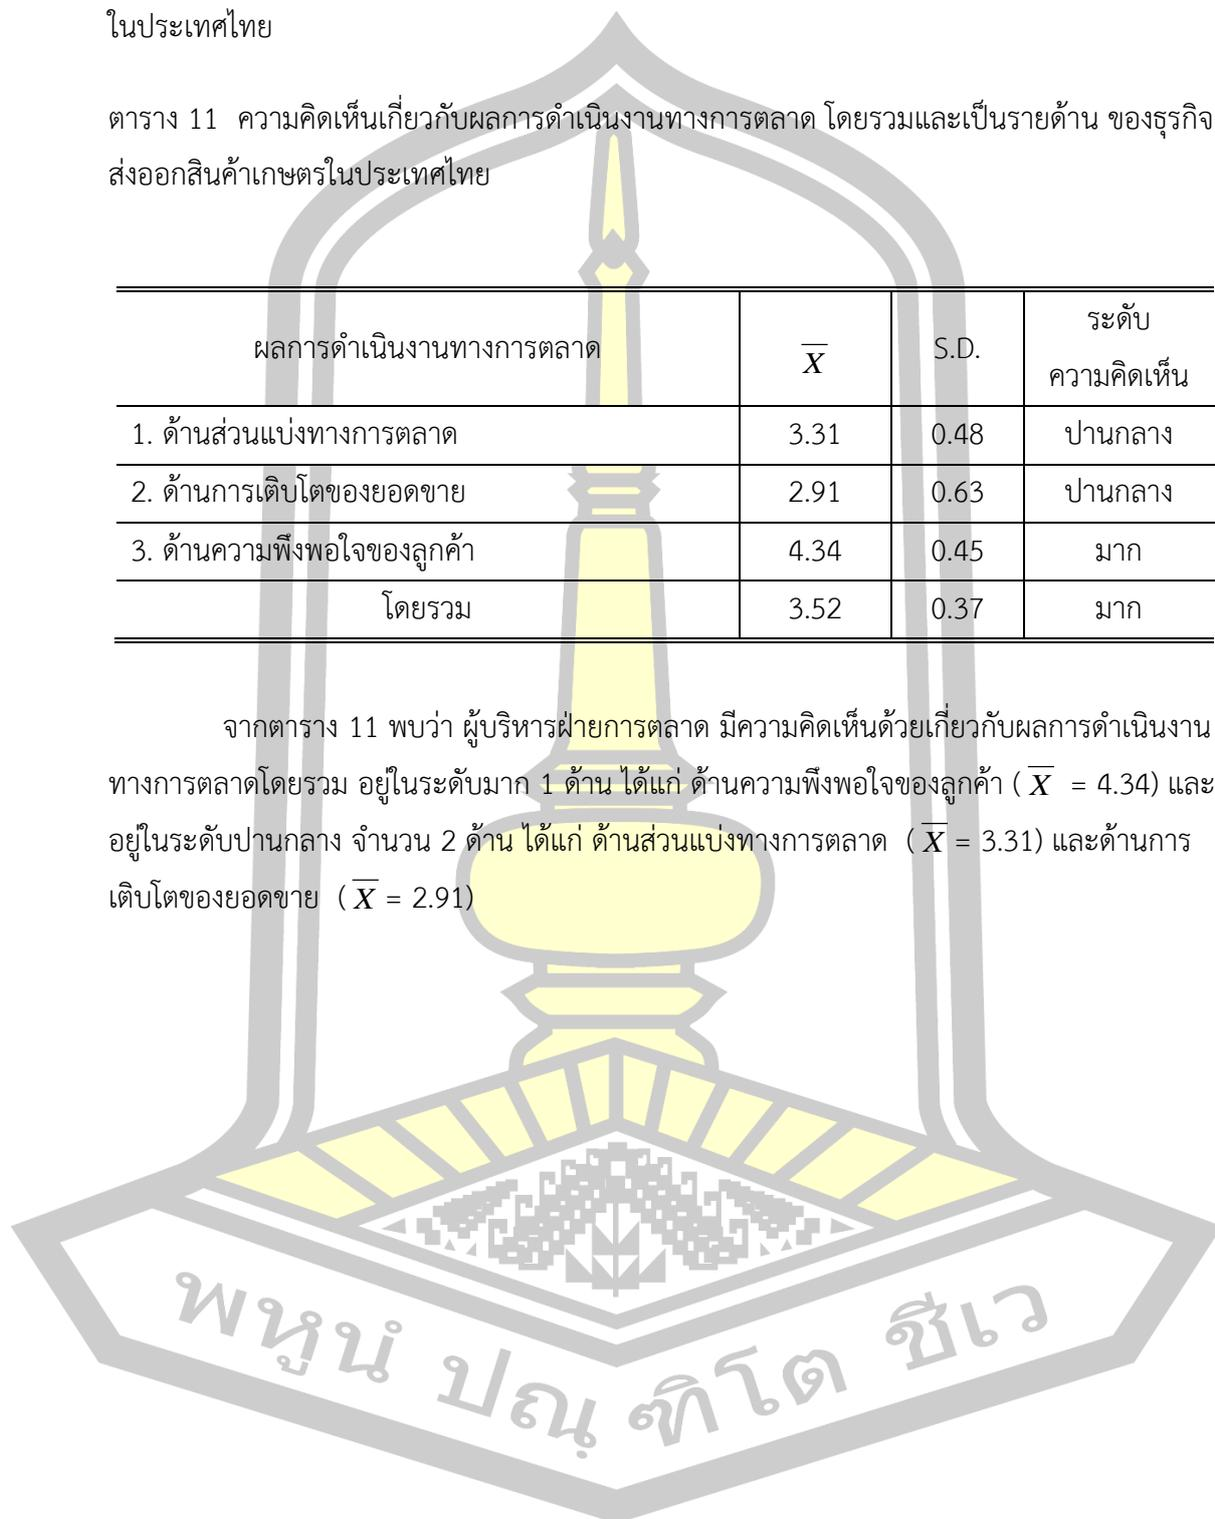 ในประเทศไทย
ตาราง 11 ความคิดเห็นเกี่ยวกับผลการดำเนินงานทางการตลาด โดยรวมและเป็นรายด้าน ของธุรกิจ
ส่งออกสินค้าเกษตรในประเทศไทย
ผลการดำเนินงานทางการตลาด X̄ S.D. ระดับ
ความคิดเห็น
1. ด้านส่วนแบ่งทางการตลาด 3.31 0.48 ปานกลาง
2. ด้านการเติบโตของยอดขาย 2.91 0.63 ปานกลาง
3. ด้านความพึงพอใจของลูกค้า 4.34 0.45 มาก
โดยรวม 3.52 0.37 มาก
จากตาราง 11 พบว่า ผู้บริหารฝ่ายการตลาด มีความคิดเห็นด้วยเกี่ยวกับผลการดำเนินงาน
ทางการตลาดโดยรวม อยู่ในระดับมาก 1 ด้าน ได้แก่ ด้านความพึงพอใจของลูกค้า ( X̄ = 4.34) และ
อยู่ในระดับปานกลาง จำนวน 2 ด้าน ได้แก่ ด้านส่วนแบ่งทางการตลาด ( X̄ = 3.31) และด้านการ
เติบโตของยอดขาย ( X̄ = 2.91)
พหูนํ ปณฺ ฑิโต ชีเว